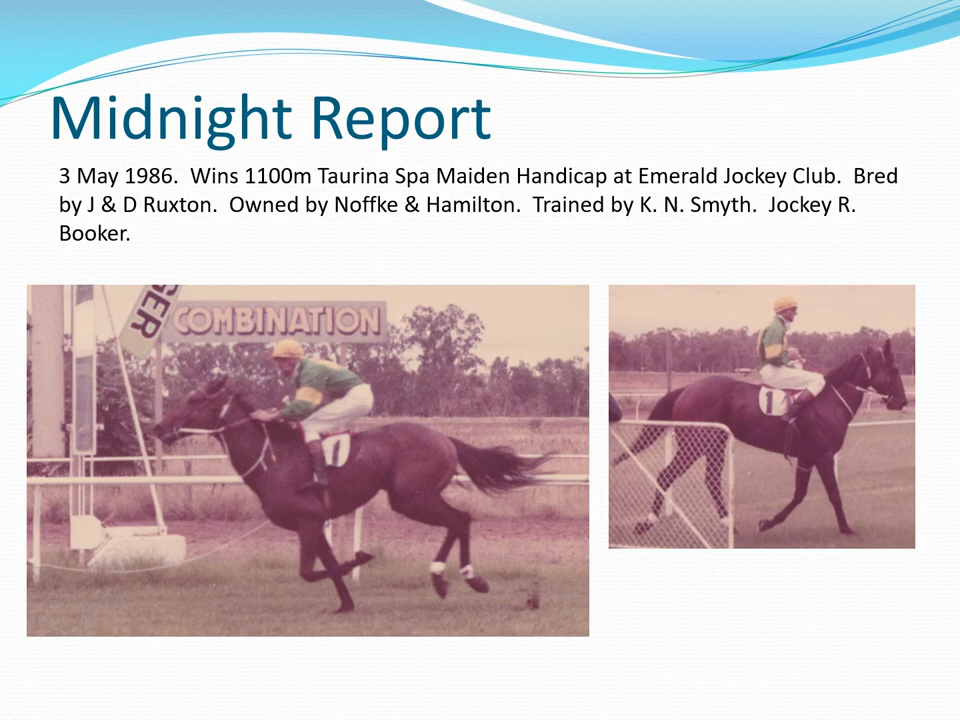 Midnight Report
3 May 1986.  Wins 1100m Taurina Spa Maiden Handicap at Emerald Jockey Club.  Bred
by J & D Ruxton.  Owned by Noffke & Hamilton.  Trained by K. N. Smyth.  Jockey R.
Booker.
GER
COMBINATION
1
1